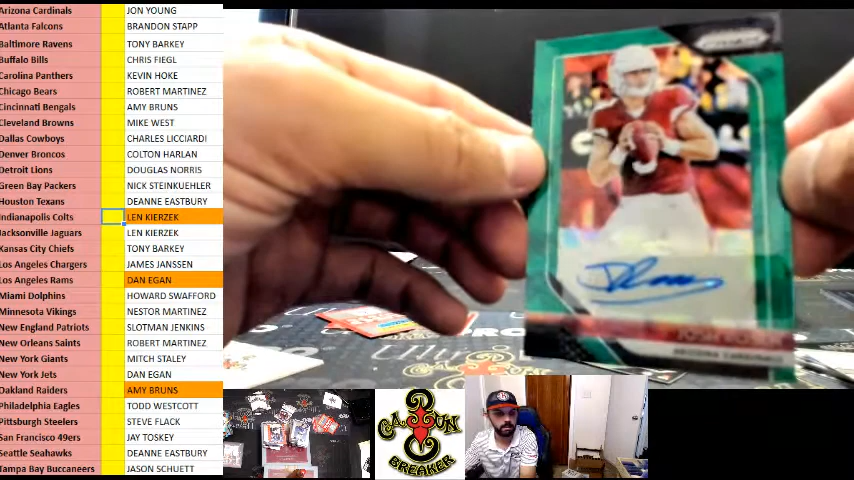 Arizona Cardinals JON YOUNG
Atlanta Falcons BRANDON STAPP
Baltimore Ravens TONY BARKEY
Buffalo Bills CHRIS FIEGL
Carolina Panthers KEVIN HOKE
Chicago Bears ROBERT MARTINEZ
Cincinnati Bengals AMY BRUNS
Cleveland Browns MIKE WEST
Dallas Cowboys CHARLES LICCIARDI
Denver Broncos COLTON HARLAN
Detroit Lions DOUGLAS NORRIS
Green Bay Packers NICK STEINKUEHLER
Houston Texans DEANNE EASTBURY
Indianapolis Colts LEN KIERZEK
Jacksonville Jaguars LEN KIERZEK
Kansas City Chiefs TONY BARKEY
Los Angeles Chargers JAMES JANSSEN
Los Angeles Rams DAN EGAN
Miami Dolphins HOWARD SWAFFORD
Minnesota Vikings NESTOR MARTINEZ
New England Patriots SLOTMAN JENKINS
New Orleans Saints ROBERT MARTINEZ
New York Giants MITCH STALEY
New York Jets DAN EGAN
Oakland Raiders AMY BRUNS
Philadelphia Eagles TODD WESTCOTT
Pittsburgh Steelers STEVE FLACK
San Francisco 49ers JAY TOSKEY
Seattle Seahawks DEANNE EASTBURY
Tampa Bay Buccaneers JASON SCHUETT
CAJUN
BREAKER